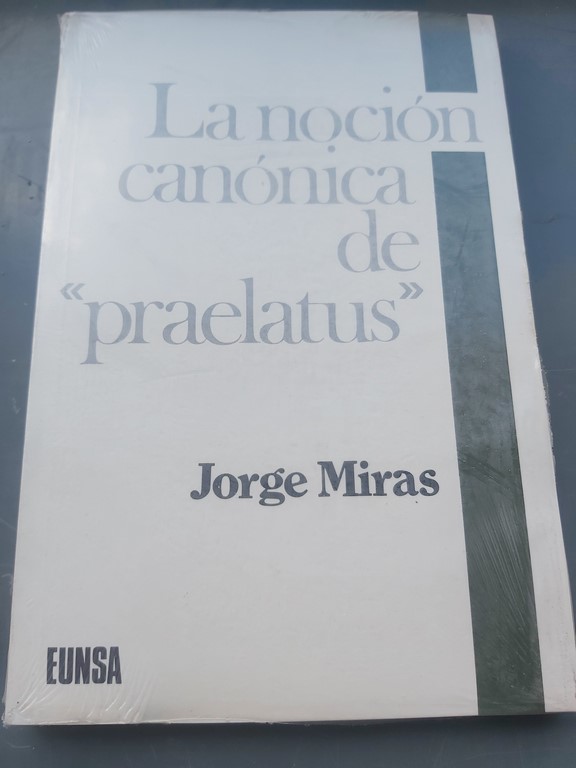 La noción
canónica
de
«praelatus»
Jorge Miras
EUNSA